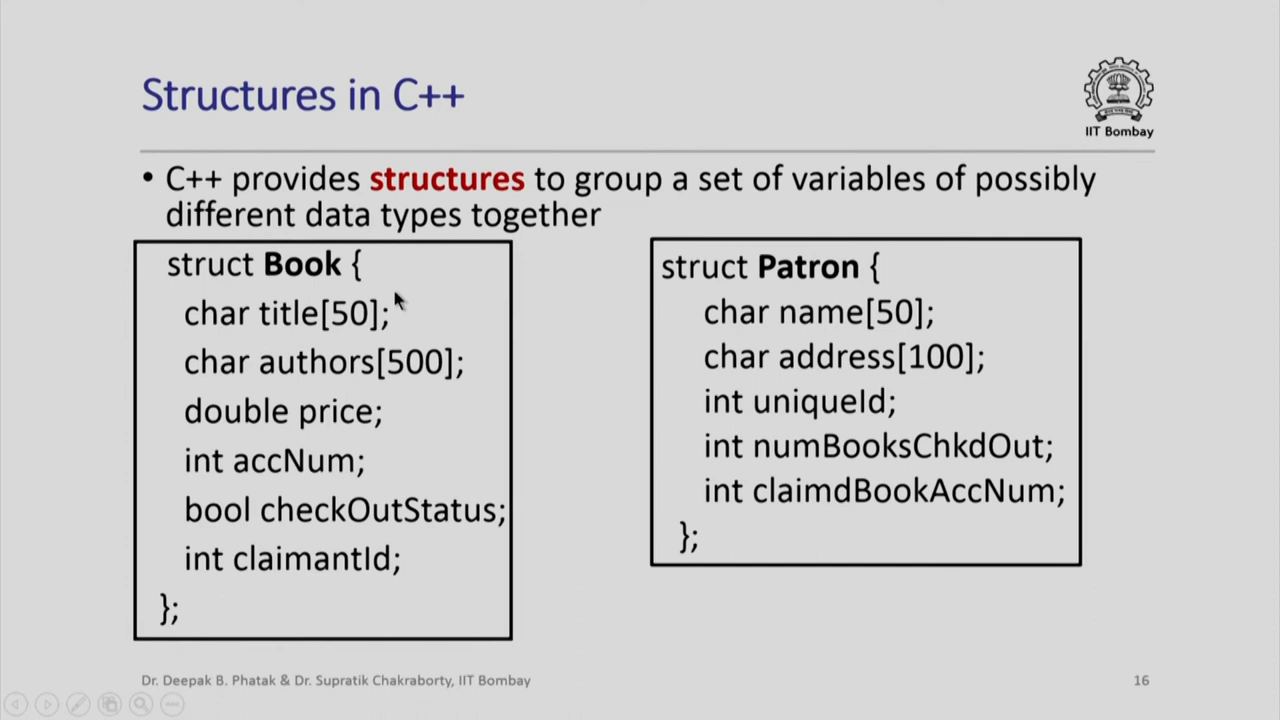 Structures in C++
IIT Bombay
• C++ provides structures to group a set of variables of possibly
different data types together
struct Book {
char title[50];
char authors[500];
double price;
int accNum;
bool checkOutStatus;
int claimantId;
};
struct Patron {
char name[50];
char address[100];
int uniqueId;
int numBooksChkdOut;
int claimdBookAccNum;
};
Dr. Deepak B. Phatak & Dr. Supratik Chakraborty, IIT Bombay
16